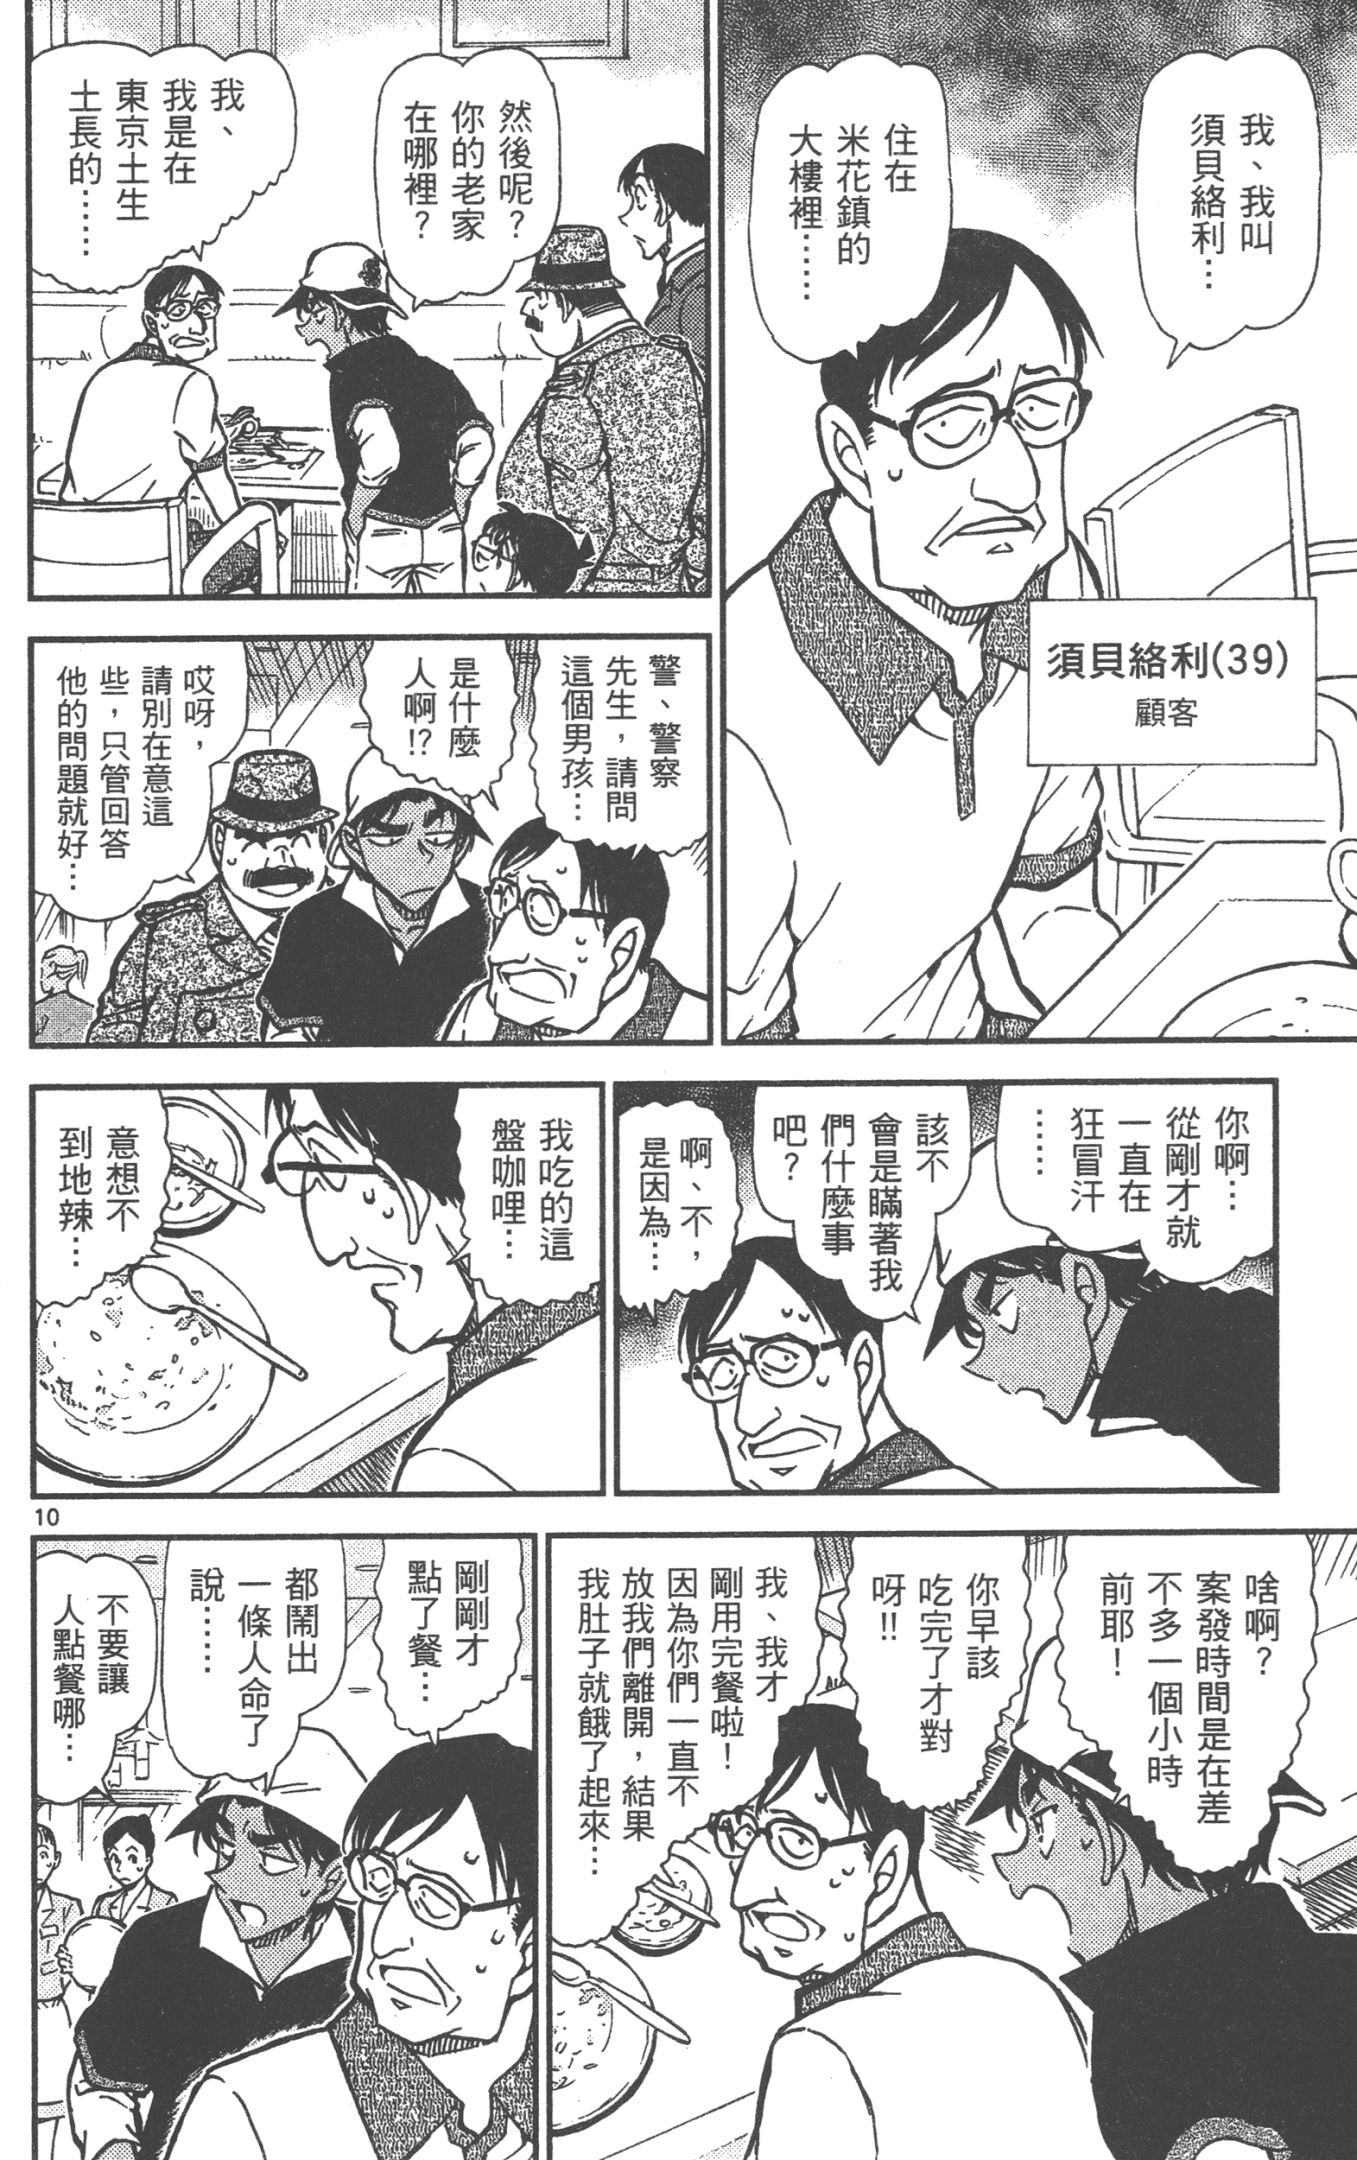 我、我叫
須貝絡利…
住在
米花鎮的
大樓裡……
須貝絡利(39)
顧客
然後呢？
你的老家
在哪裡？
我、
我是在
東京土生
土長的……
警、警察
先生，請問
這個男孩…
是什麼
人啊!?
哎呀，
請別在意這
些，只管回答
他的問題就好…
你啊…
從剛才就
一直在
狂冒汗
……
該不
會是瞞著我
們什麼事
吧？
啊、不，
是因為…
我吃的這
盤咖哩…
意想不
到地辣…
啥啊？
案發時間是在差
不多一個小時
前耶！
你早該
吃完了才對
呀!!
我、我才
剛用完餐啦！
因為你們一直不
放我們離開，結果
我肚子就餓了起來…
剛剛才
點了餐…
都鬧出
一條人命了
說……
不要讓
人點餐哪…
10